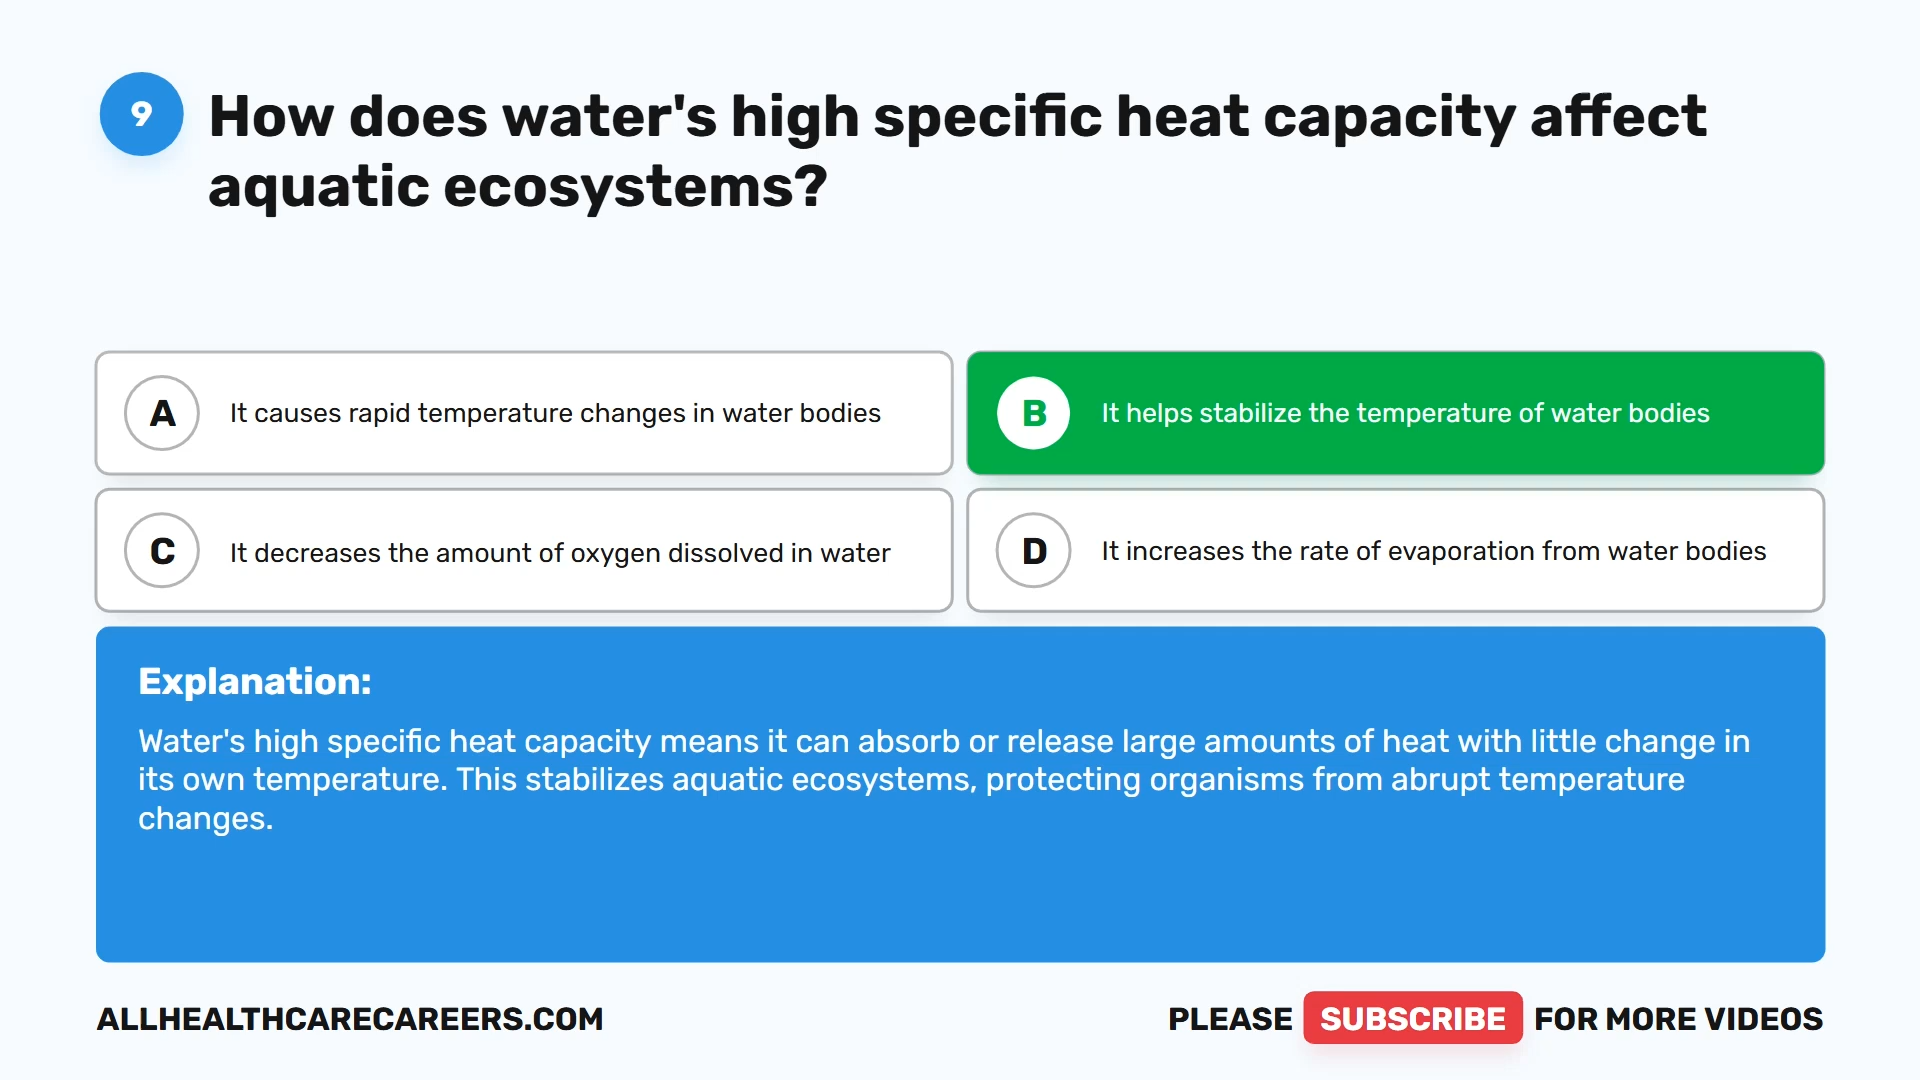 9
How does water's high specific heat capacity affect
aquatic ecosystems?
A It causes rapid temperature changes in water bodies
B It helps stabilize the temperature of water bodies
C It decreases the amount of oxygen dissolved in water
D It increases the rate of evaporation from water bodies
Explanation:
Water's high specific heat capacity means it can absorb or release large amounts of heat with little change in
its own temperature. This stabilizes aquatic ecosystems, protecting organisms from abrupt temperature
changes.
ALLHEALTHCARECAREERS.COM
PLEASE SUBSCRIBE FOR MORE VIDEOS